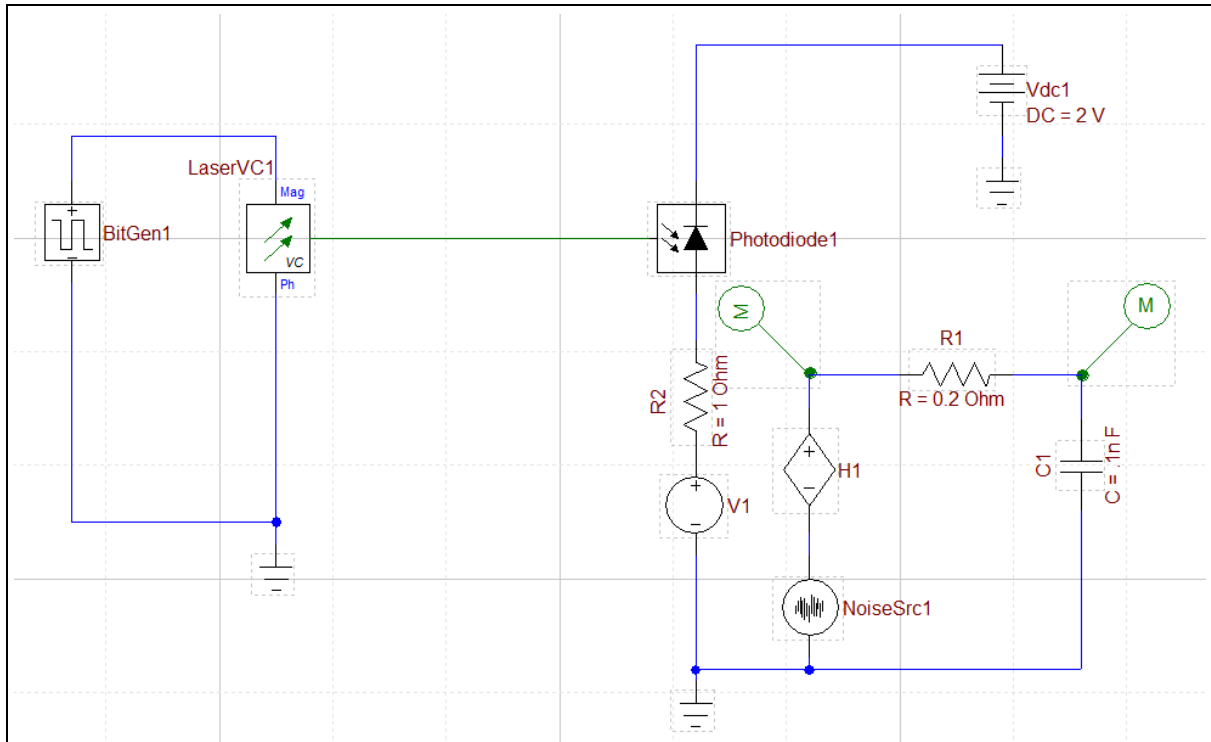 Vdc1
DC = 2 V
LaserVC1
Mag
+
BitGen1
−
VC
Ph
Photodiode1
M
M
R1
R = 0.2 Ohm
R2
R = 1 Ohm
+
H1
−
C1
C = .1n F
+
V1
−
NoiseSrc1